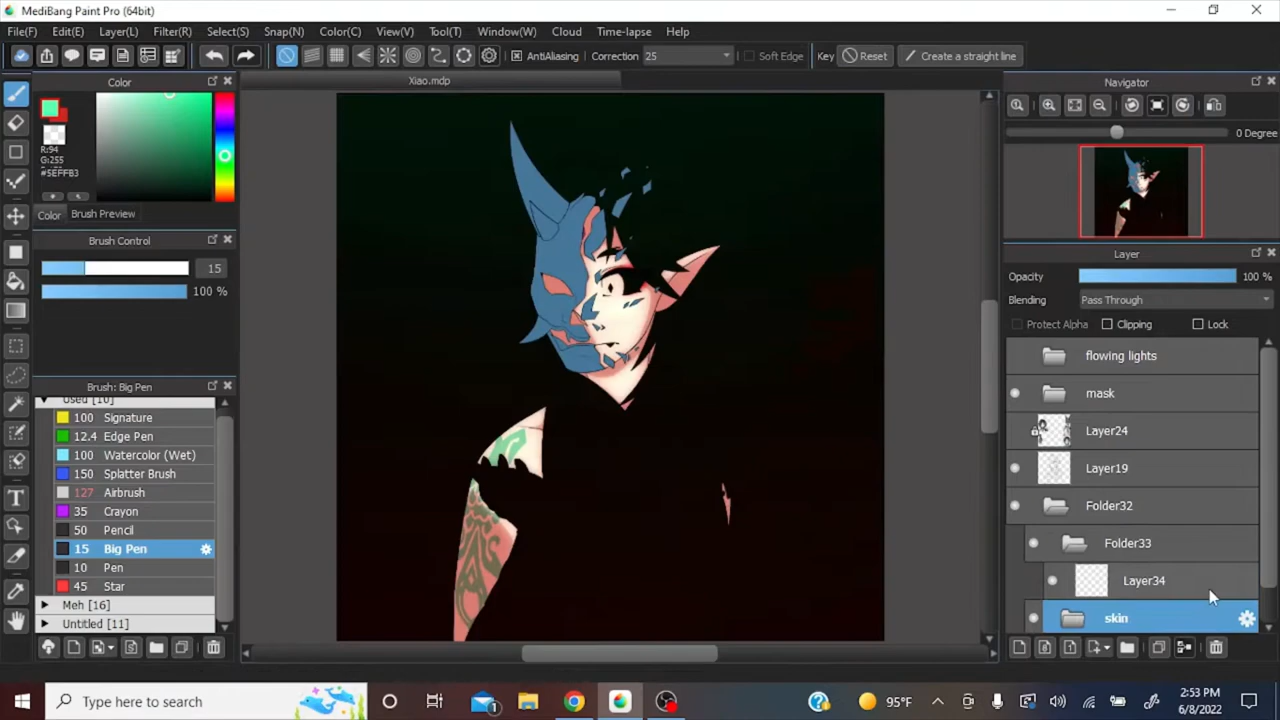 MediBang Paint Pro (64bit)
File(F) Edit(E) Layer(L) Filter(R) Select(S) Snap(N) Color(C) View(V) Tool(T) Window(W) Cloud Time-lapse Help
AntiAliasing Correction 25 Soft Edge Key Reset Create a straight line
Color
Xiao.mdp
Navigator
0 Degree
R:94
G:255
#5EFFB3
Color Brush Preview
Brush Control
15
100 %
Layer
Opacity 100 %
Blending Pass Through
Protect Alpha Clipping Lock
flowing lights
mask
Layer24
Layer19
Folder32
Folder33
Layer34
skin
Brush: Big Pen
Used [10]
100 Signature
12.4 Edge Pen
100 Watercolor (Wet)
150 Splatter Brush
127 Airbrush
35 Crayon
50 Pencil
15 Big Pen
10 Pen
45 Star
Meh [16]
Untitled [11]
Type here to search
1
95°F
2:53 PM
6/8/2022